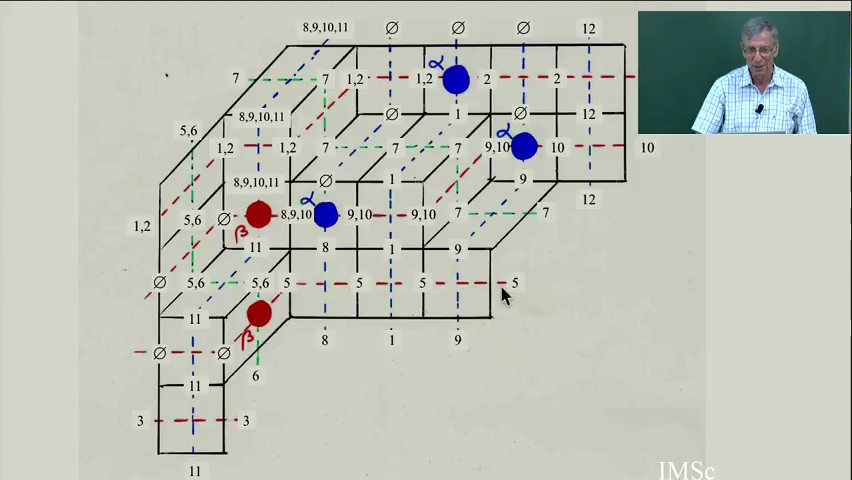 8,9,10,11 ∅ ∅ ∅ 12
7 7 1,2 1,2 α 2 2
8,9,10,11 ∅ 1 ∅ 12
5,6 1,2 1,2 7 7 7 9,10 α 10 10
8,9,10,11 ∅ 1 9 12
1,2 5,6 ∅ β 8,9,10 α 9,10 9,10 7 7
11 8 1 9
∅ 5,6 5,6 5 5 5 5
11 β 8 1 9
∅ ∅ 6
11
3 3
11
IMSc